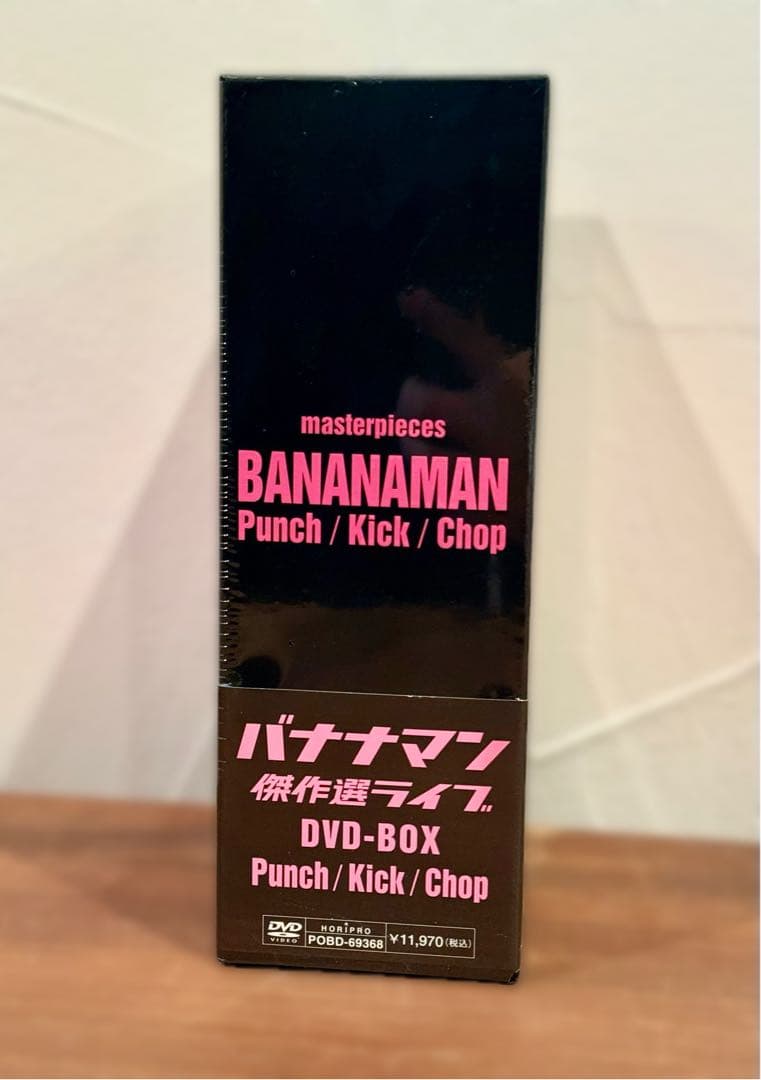 masterpieces
BANANAMAN
Punch / Kick / Chop
バナナマン
傑作選ライブ
DVD-BOX
Punch / Kick / Chop
DVD VIDEO
HORIPRO
POBD-69368
¥11,970(税込)